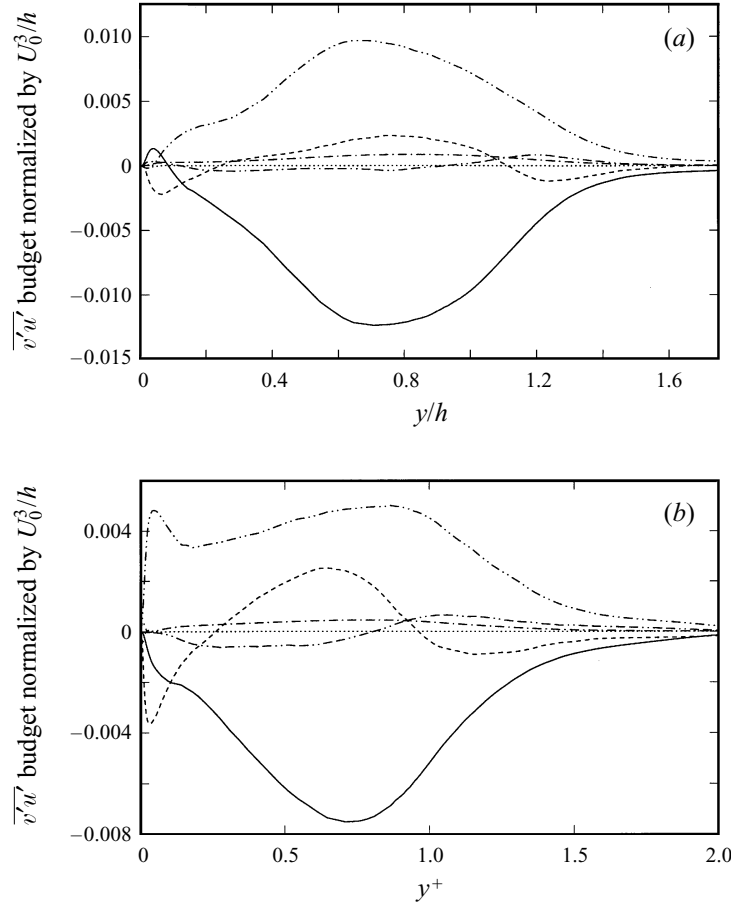 (a)
v′u′ budget normalized by U₀³/h
0.010
0.005
0
−0.005
−0.010
−0.015
0 0.4 0.8 1.2 1.6
y/h
(b)
v′u′ budget normalized by U₀³/h
0.004
0
−0.004
−0.008
0 0.5 1.0 1.5 2.0
y⁺